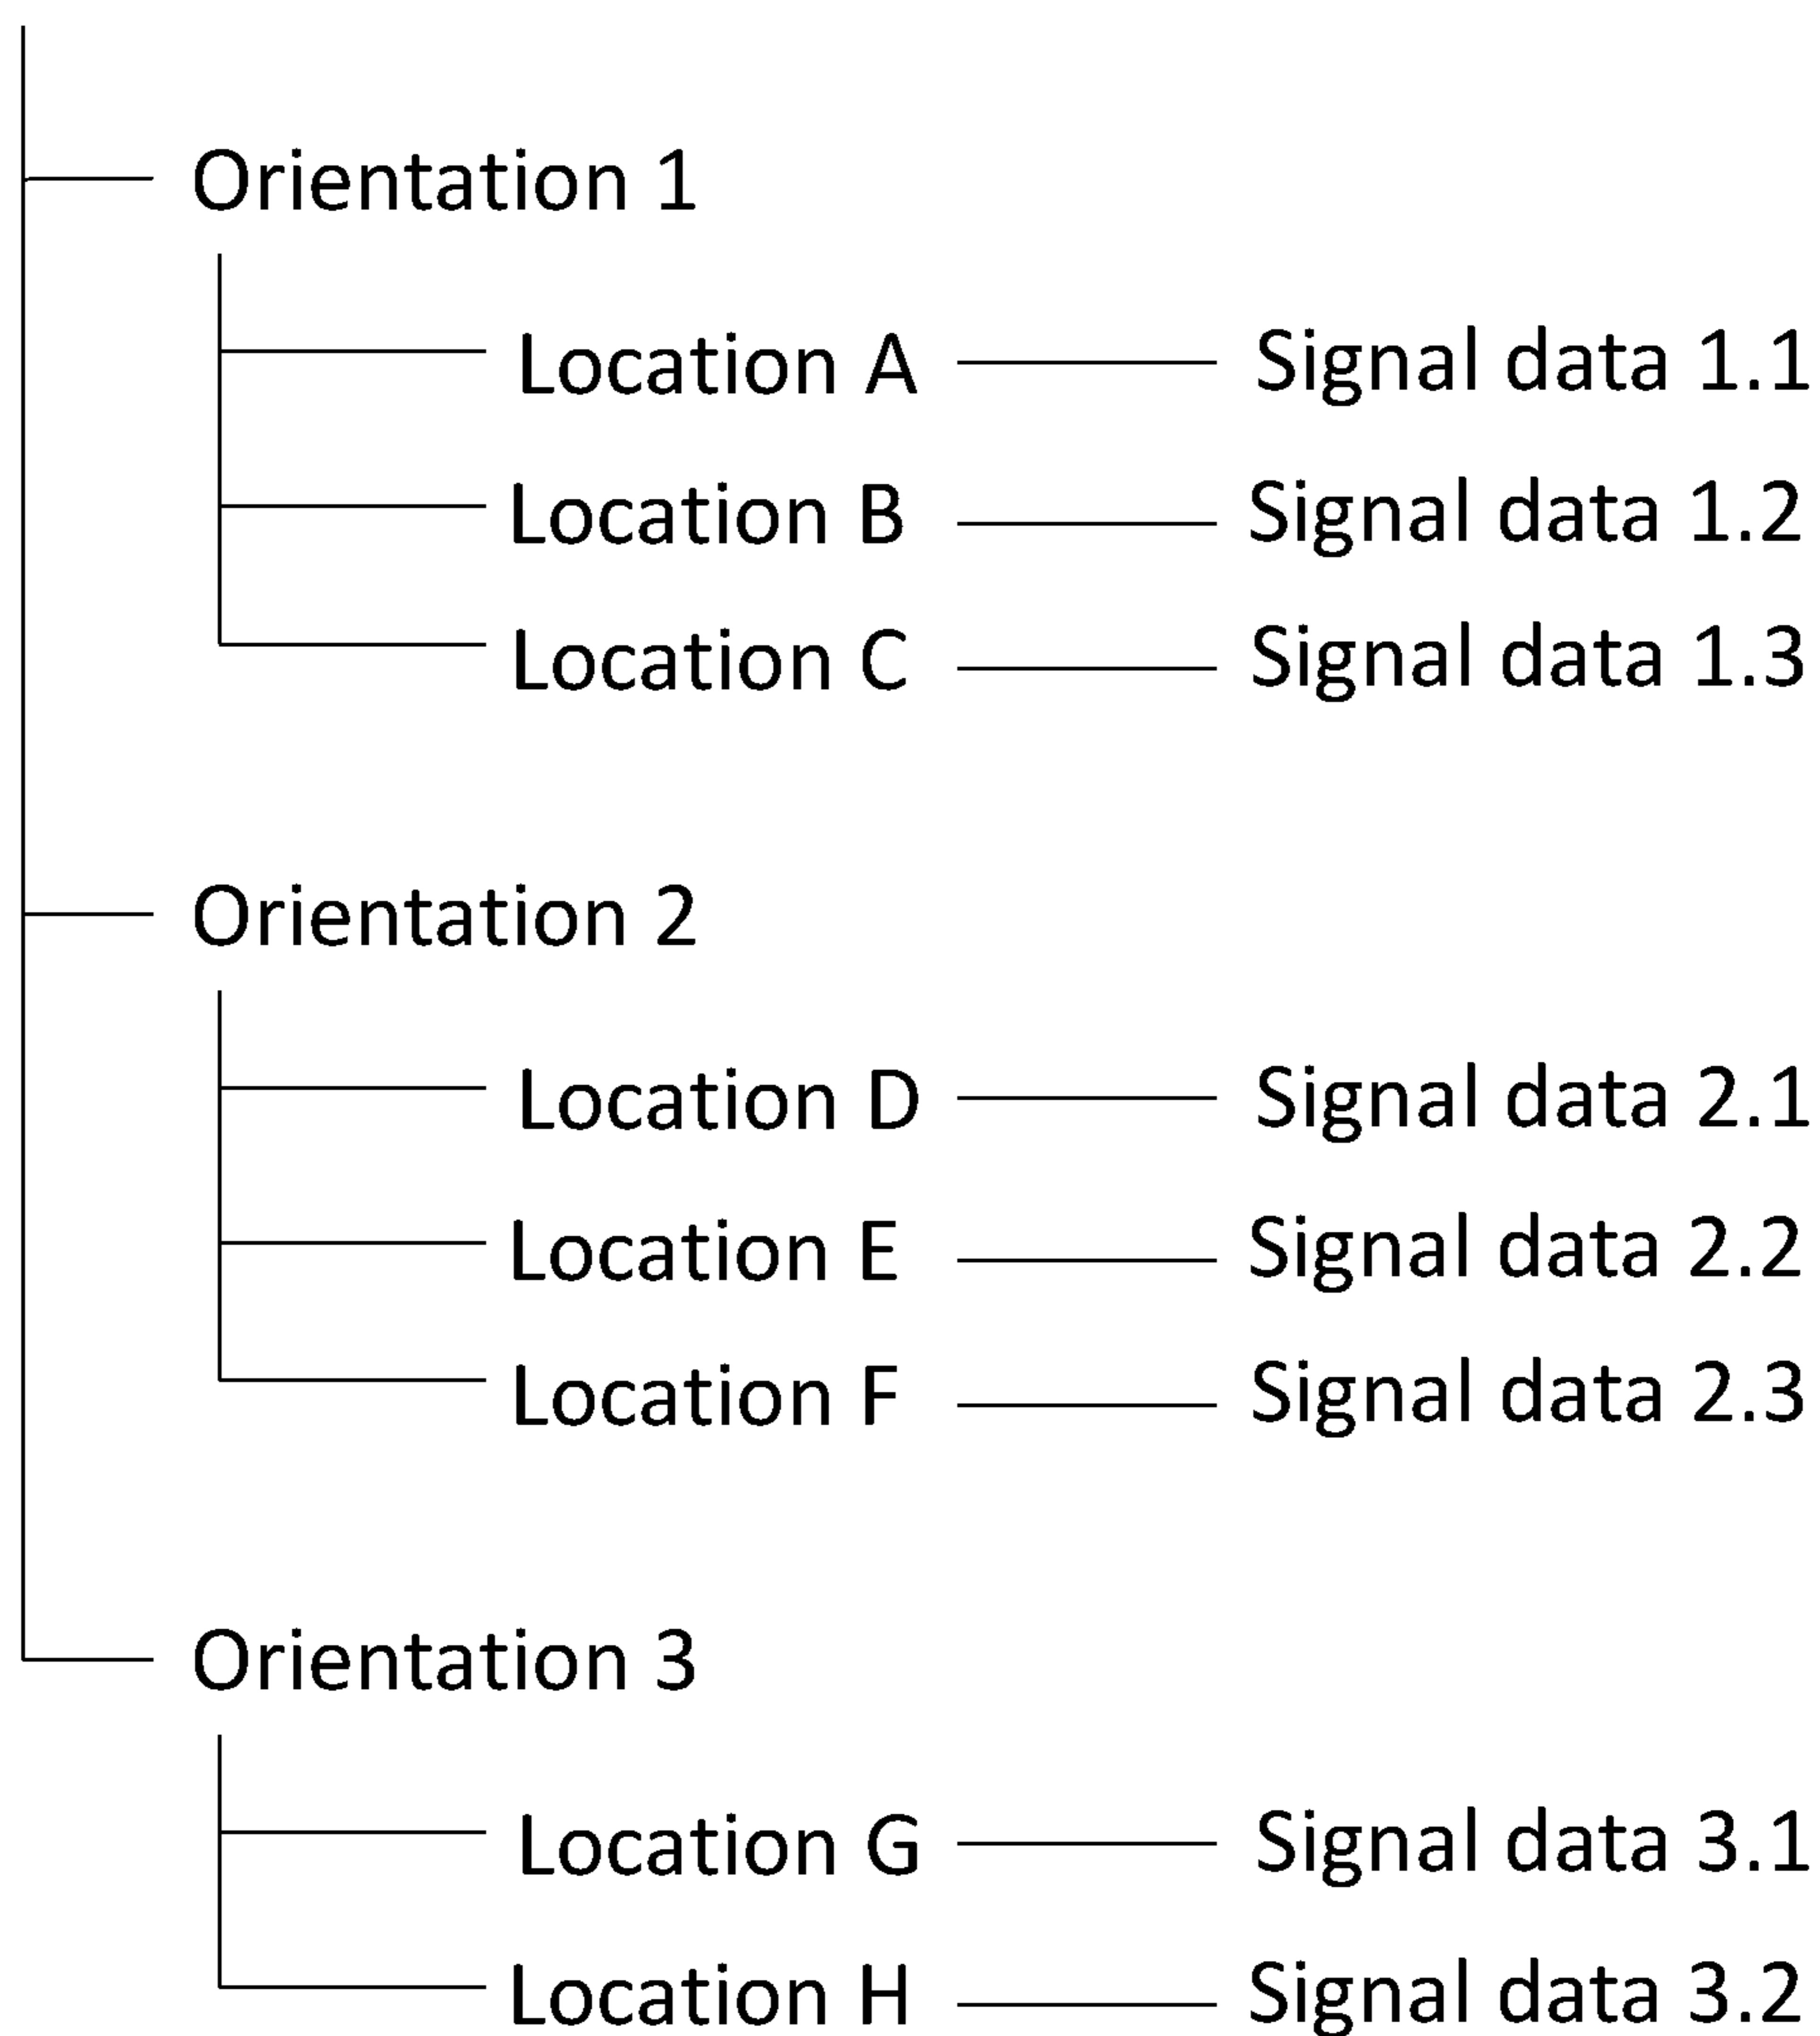 Orientation 1
Location A Signal data 1.1
Location B Signal data 1.2
Location C Signal data 1.3
Orientation 2
Location D Signal data 2.1
Location E Signal data 2.2
Location F Signal data 2.3
Orientation 3
Location G Signal data 3.1
Location H Signal data 3.2